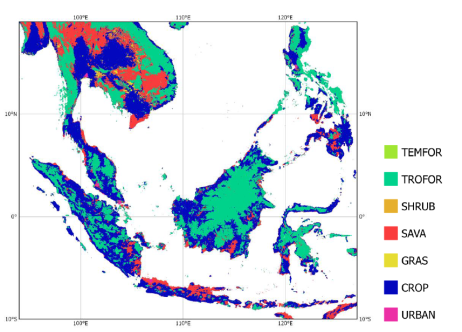 100°E 110°E 120°E
10°N 10°N
0° 0°
10°S 10°S
100°E 110°E 120°E
TEMFOR
TROFOR
SHRUB
SAVA
GRAS
CROP
URBAN